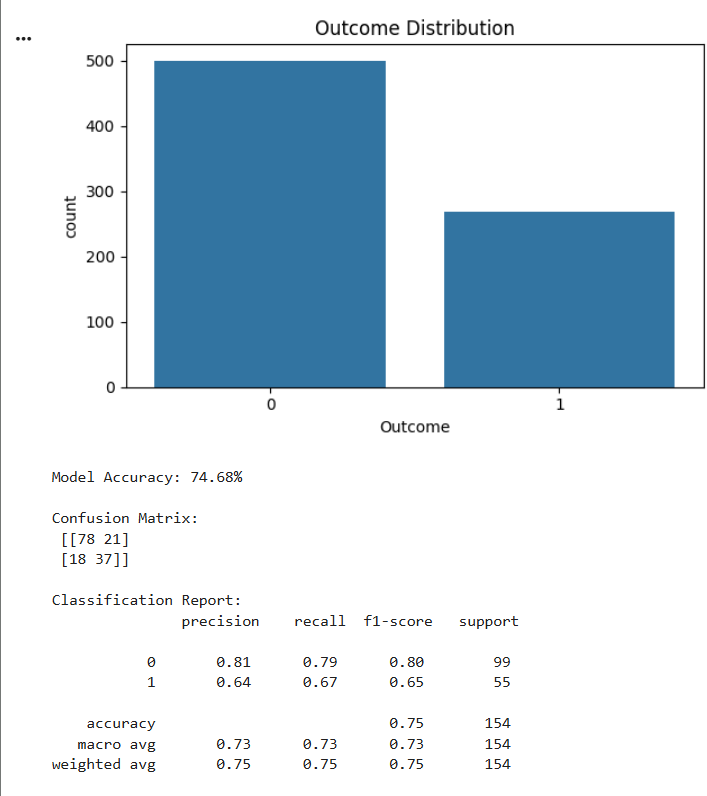 ...
Outcome Distribution
500
400
300
200
100
0
count
0 1
Outcome
Model Accuracy: 74.68%
Confusion Matrix:
[[78 21]
[18 37]]
Classification Report:
precision recall f1-score support
0 0.81 0.79 0.80 99
1 0.64 0.67 0.65 55
accuracy 0.75 154
macro avg 0.73 0.73 0.73 154
weighted avg 0.75 0.75 0.75 154